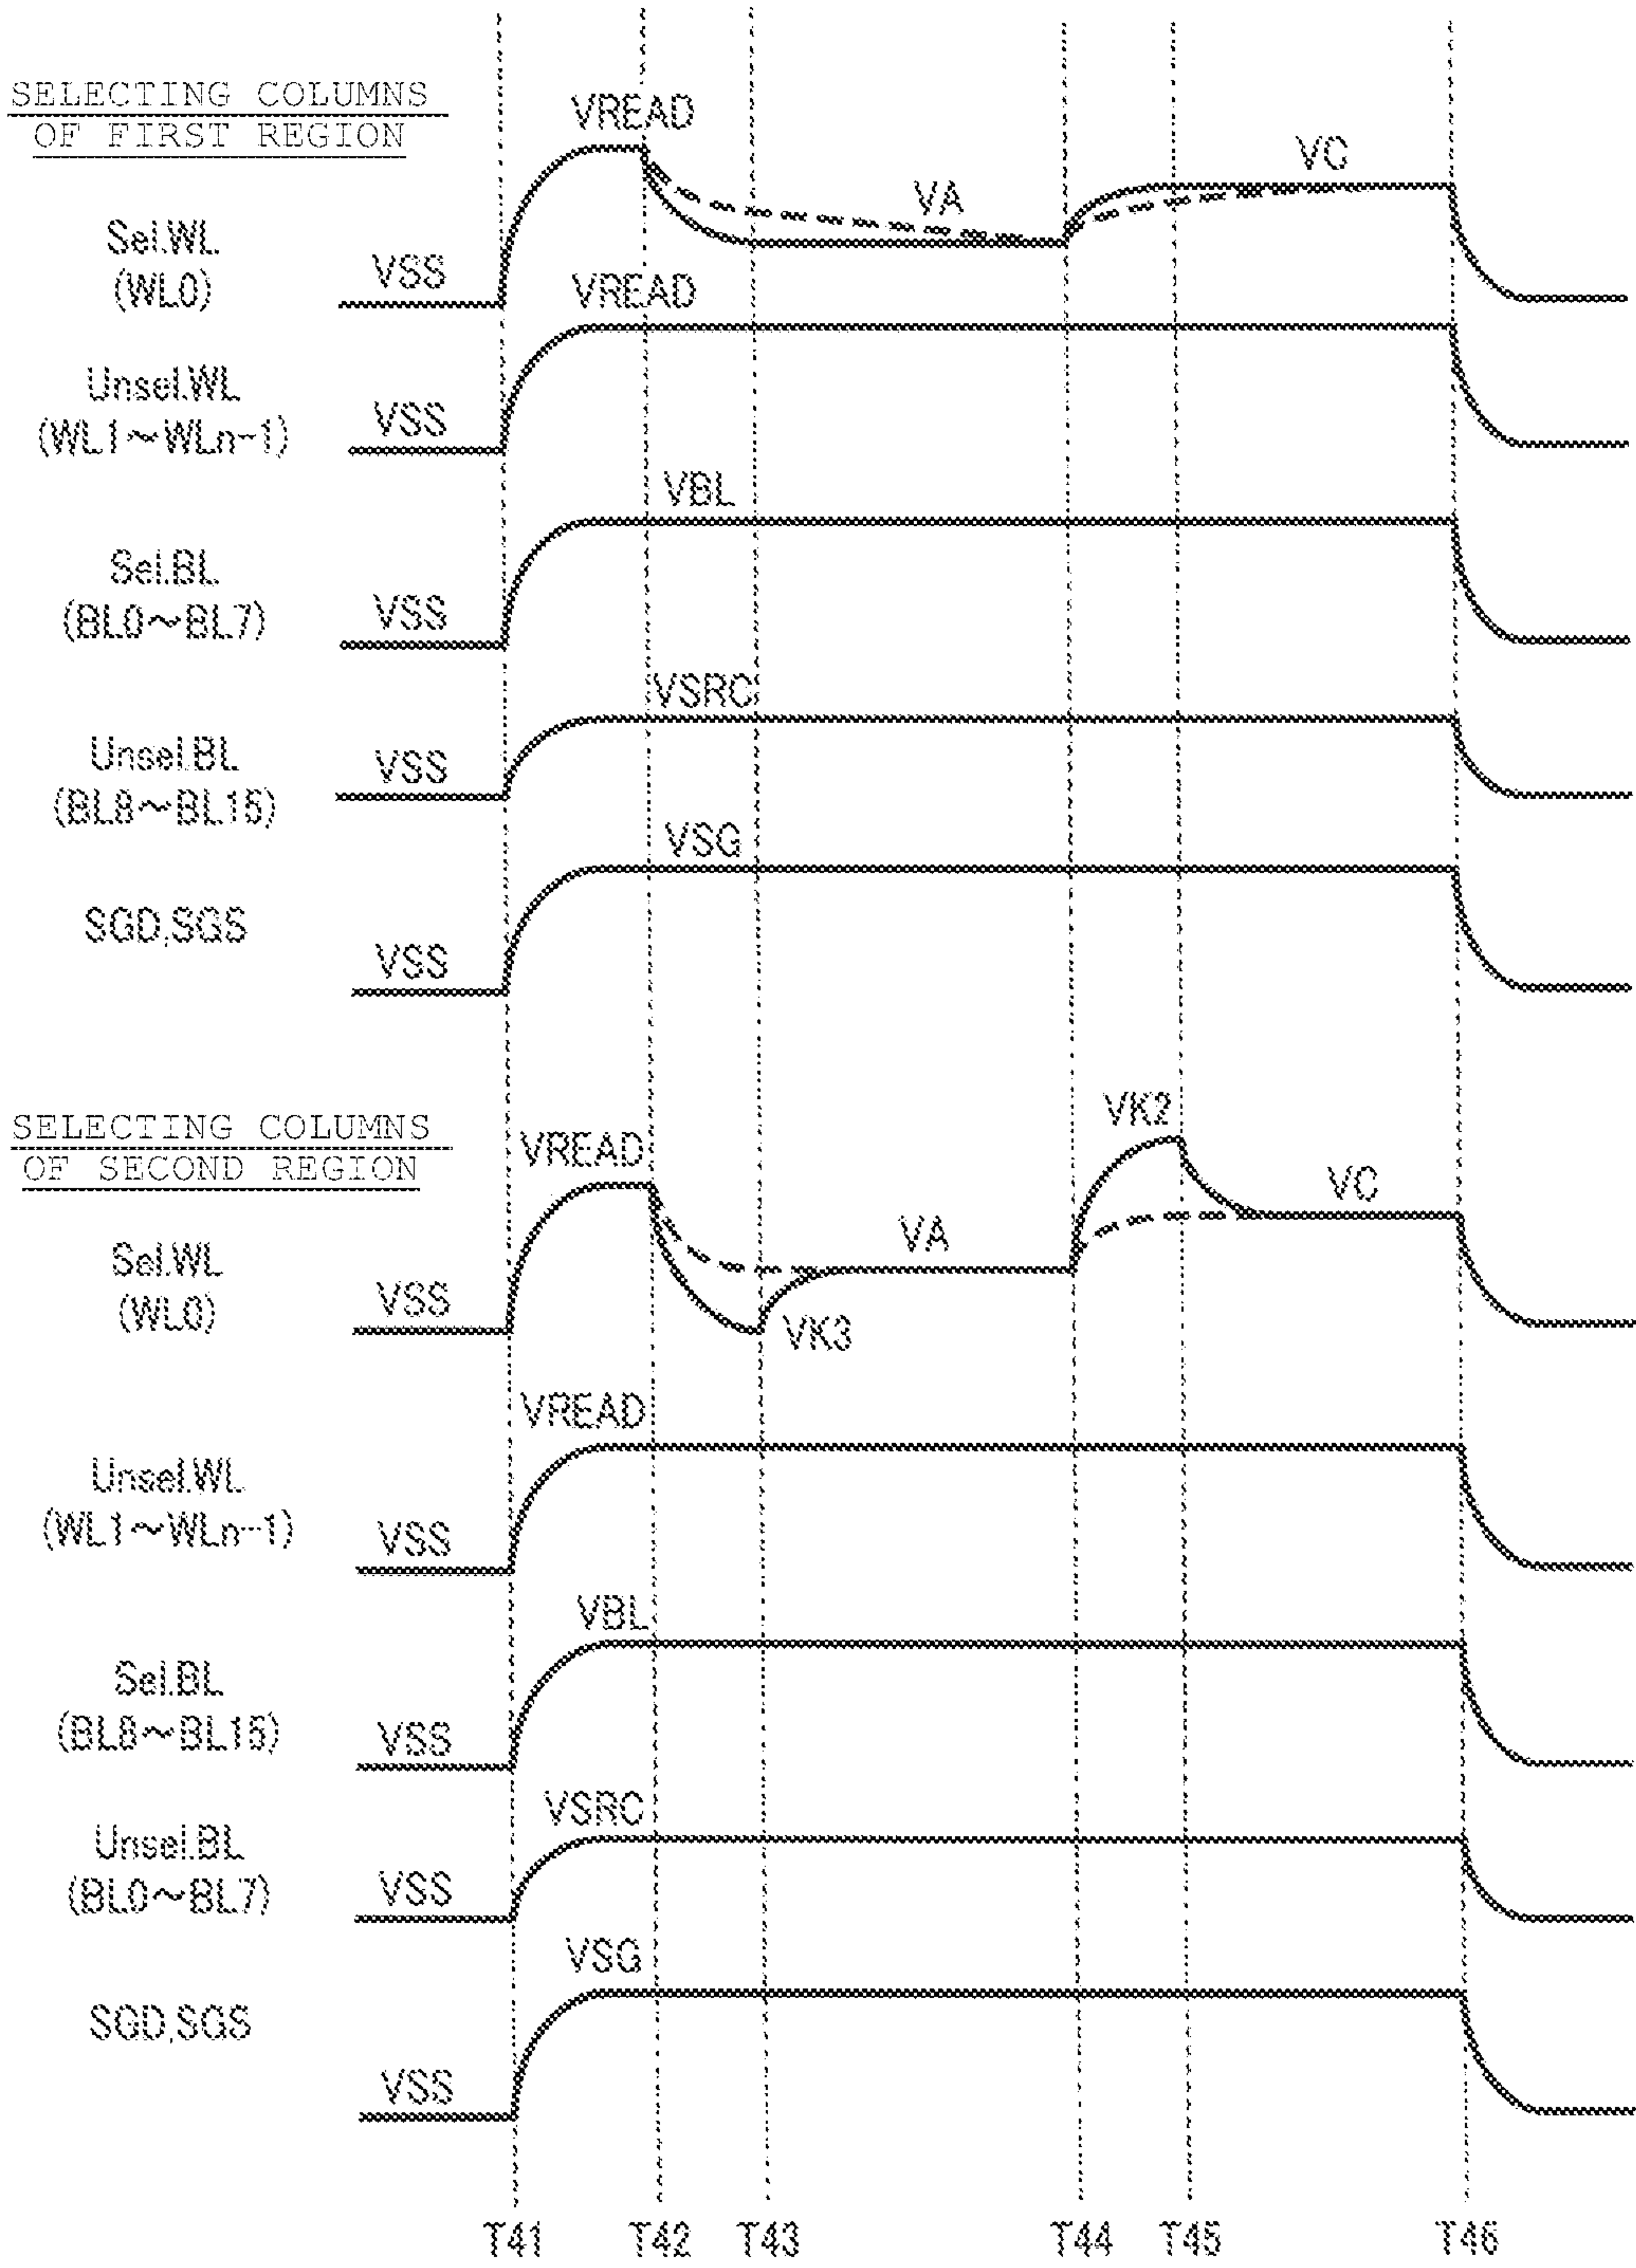 SELECTING COLUMNS
OF FIRST REGION
VREAD
VA
VC
Sel.WL
(WL0)
VSS
VREAD
Unsel.WL
(WL1~WLn-1)
VSS
VBL
Sel.BL
(BL0~BL7)
VSS
VSRC
Unsel.BL
(BL8~BL15)
VSS
VSG
SGD,SGS
VSS
SELECTING COLUMNS
OF SECOND REGION
VREAD
VK2
VC
VA
Sel.WL
(WL0)
VSS
VK3
VREAD
Unsel.WL
(WL1~WLn-1)
VSS
VBL
Sel.BL
(BL8~BL15)
VSS
VSRC
Unsel.BL
(BL0~BL7)
VSS
VSG
SGD,SGS
VSS
T41 T42 T43 T44 T45 T46